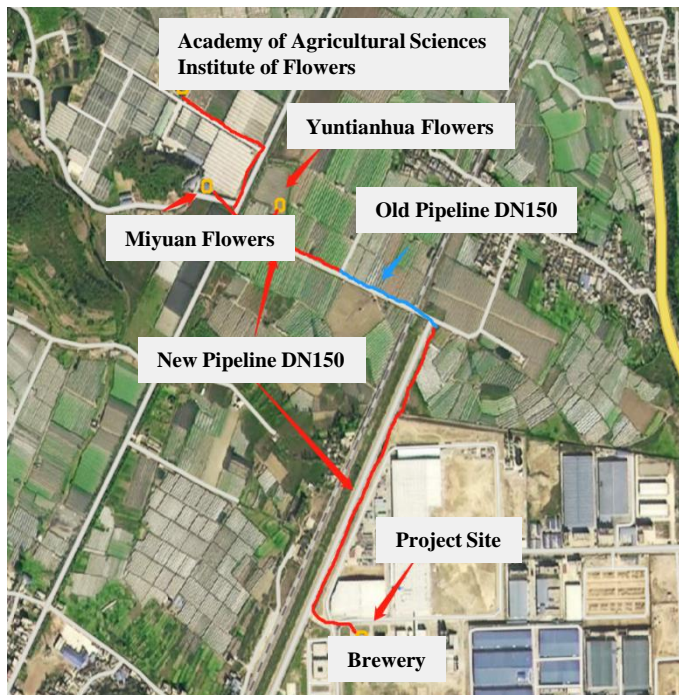 Academy of Agricultural Sciences
Institute of Flowers
Yuntianhua Flowers
Old Pipeline DN150
Miyuan Flowers
New Pipeline DN150
Project Site
Brewery